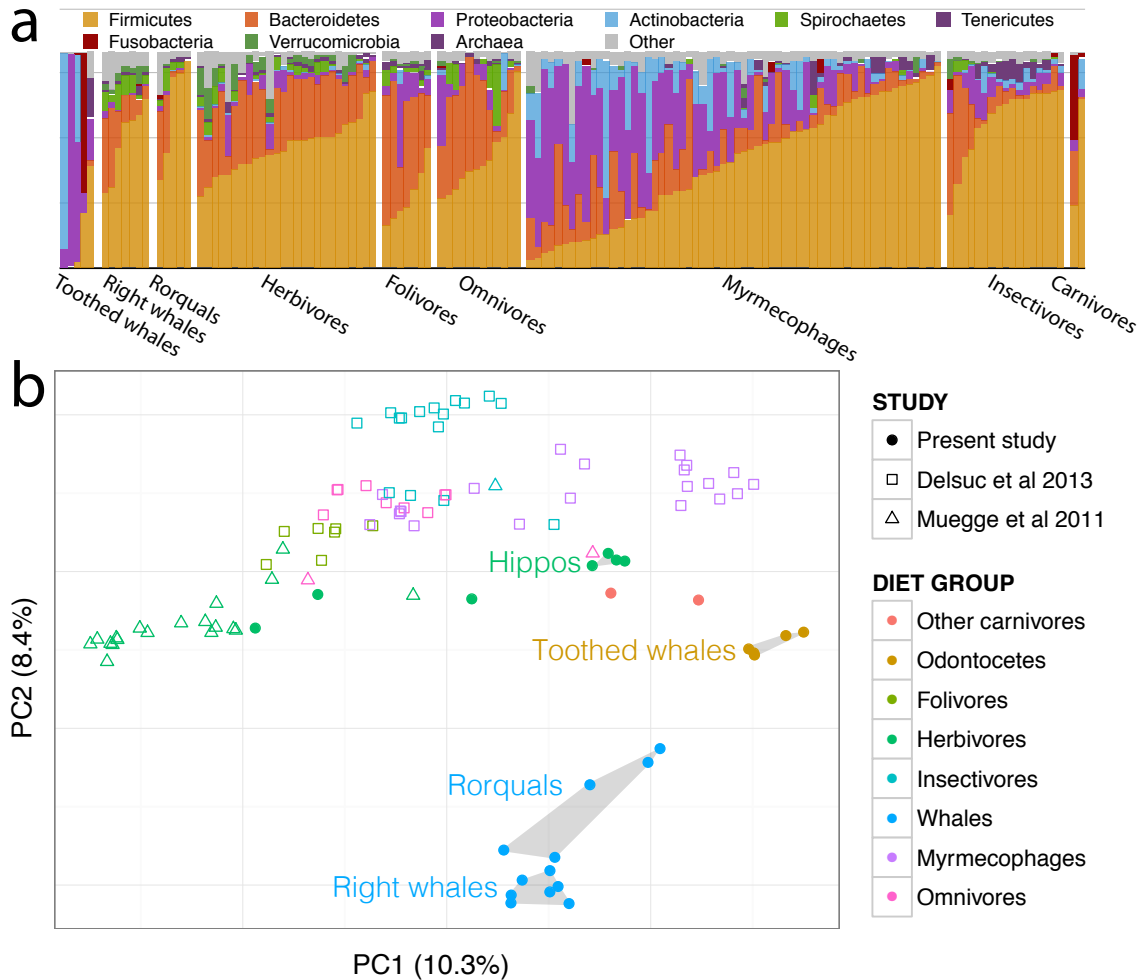 a
Firmicutes Bacteroidetes Proteobacteria Actinobacteria Spirochaetes Tenericutes
Fusobacteria Verrucomicrobia Archaea Other
Toothed whales
Right whales
Rorquals
Herbivores
Folivores
Omnivores
Myrmecophages
Insectivores
Carnivores
b
Hippos
Toothed whales
Rorquals
Right whales
PC2 (8.4%)
PC1 (10.3%)
STUDY
Present study
Delsuc et al 2013
Muegge et al 2011
DIET GROUP
Other carnivores
Odontocetes
Folivores
Herbivores
Insectivores
Whales
Myrmecophages
Omnivores